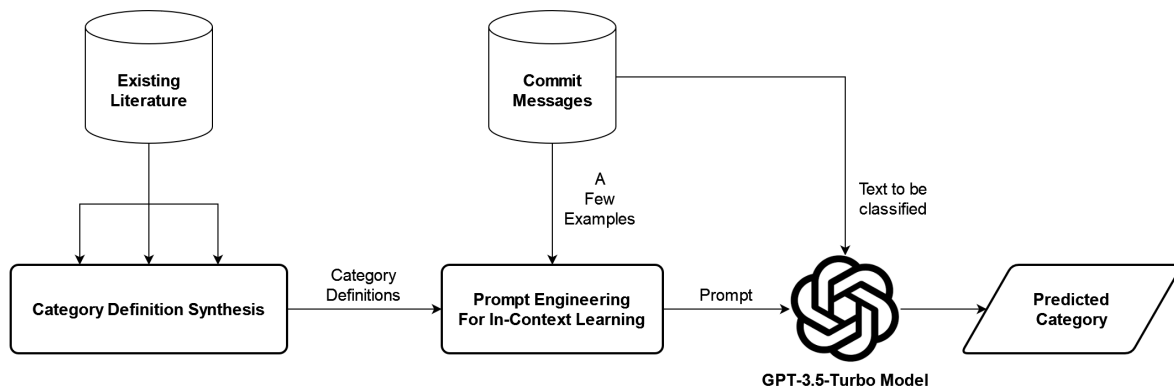 Existing
Literature
Commit
Messages
A
Few
Examples
Text to be
classified
Category Definition Synthesis
Category
Definitions
Prompt Engineering
For In-Context Learning
Prompt
GPT-3.5-Turbo Model
Predicted
Category